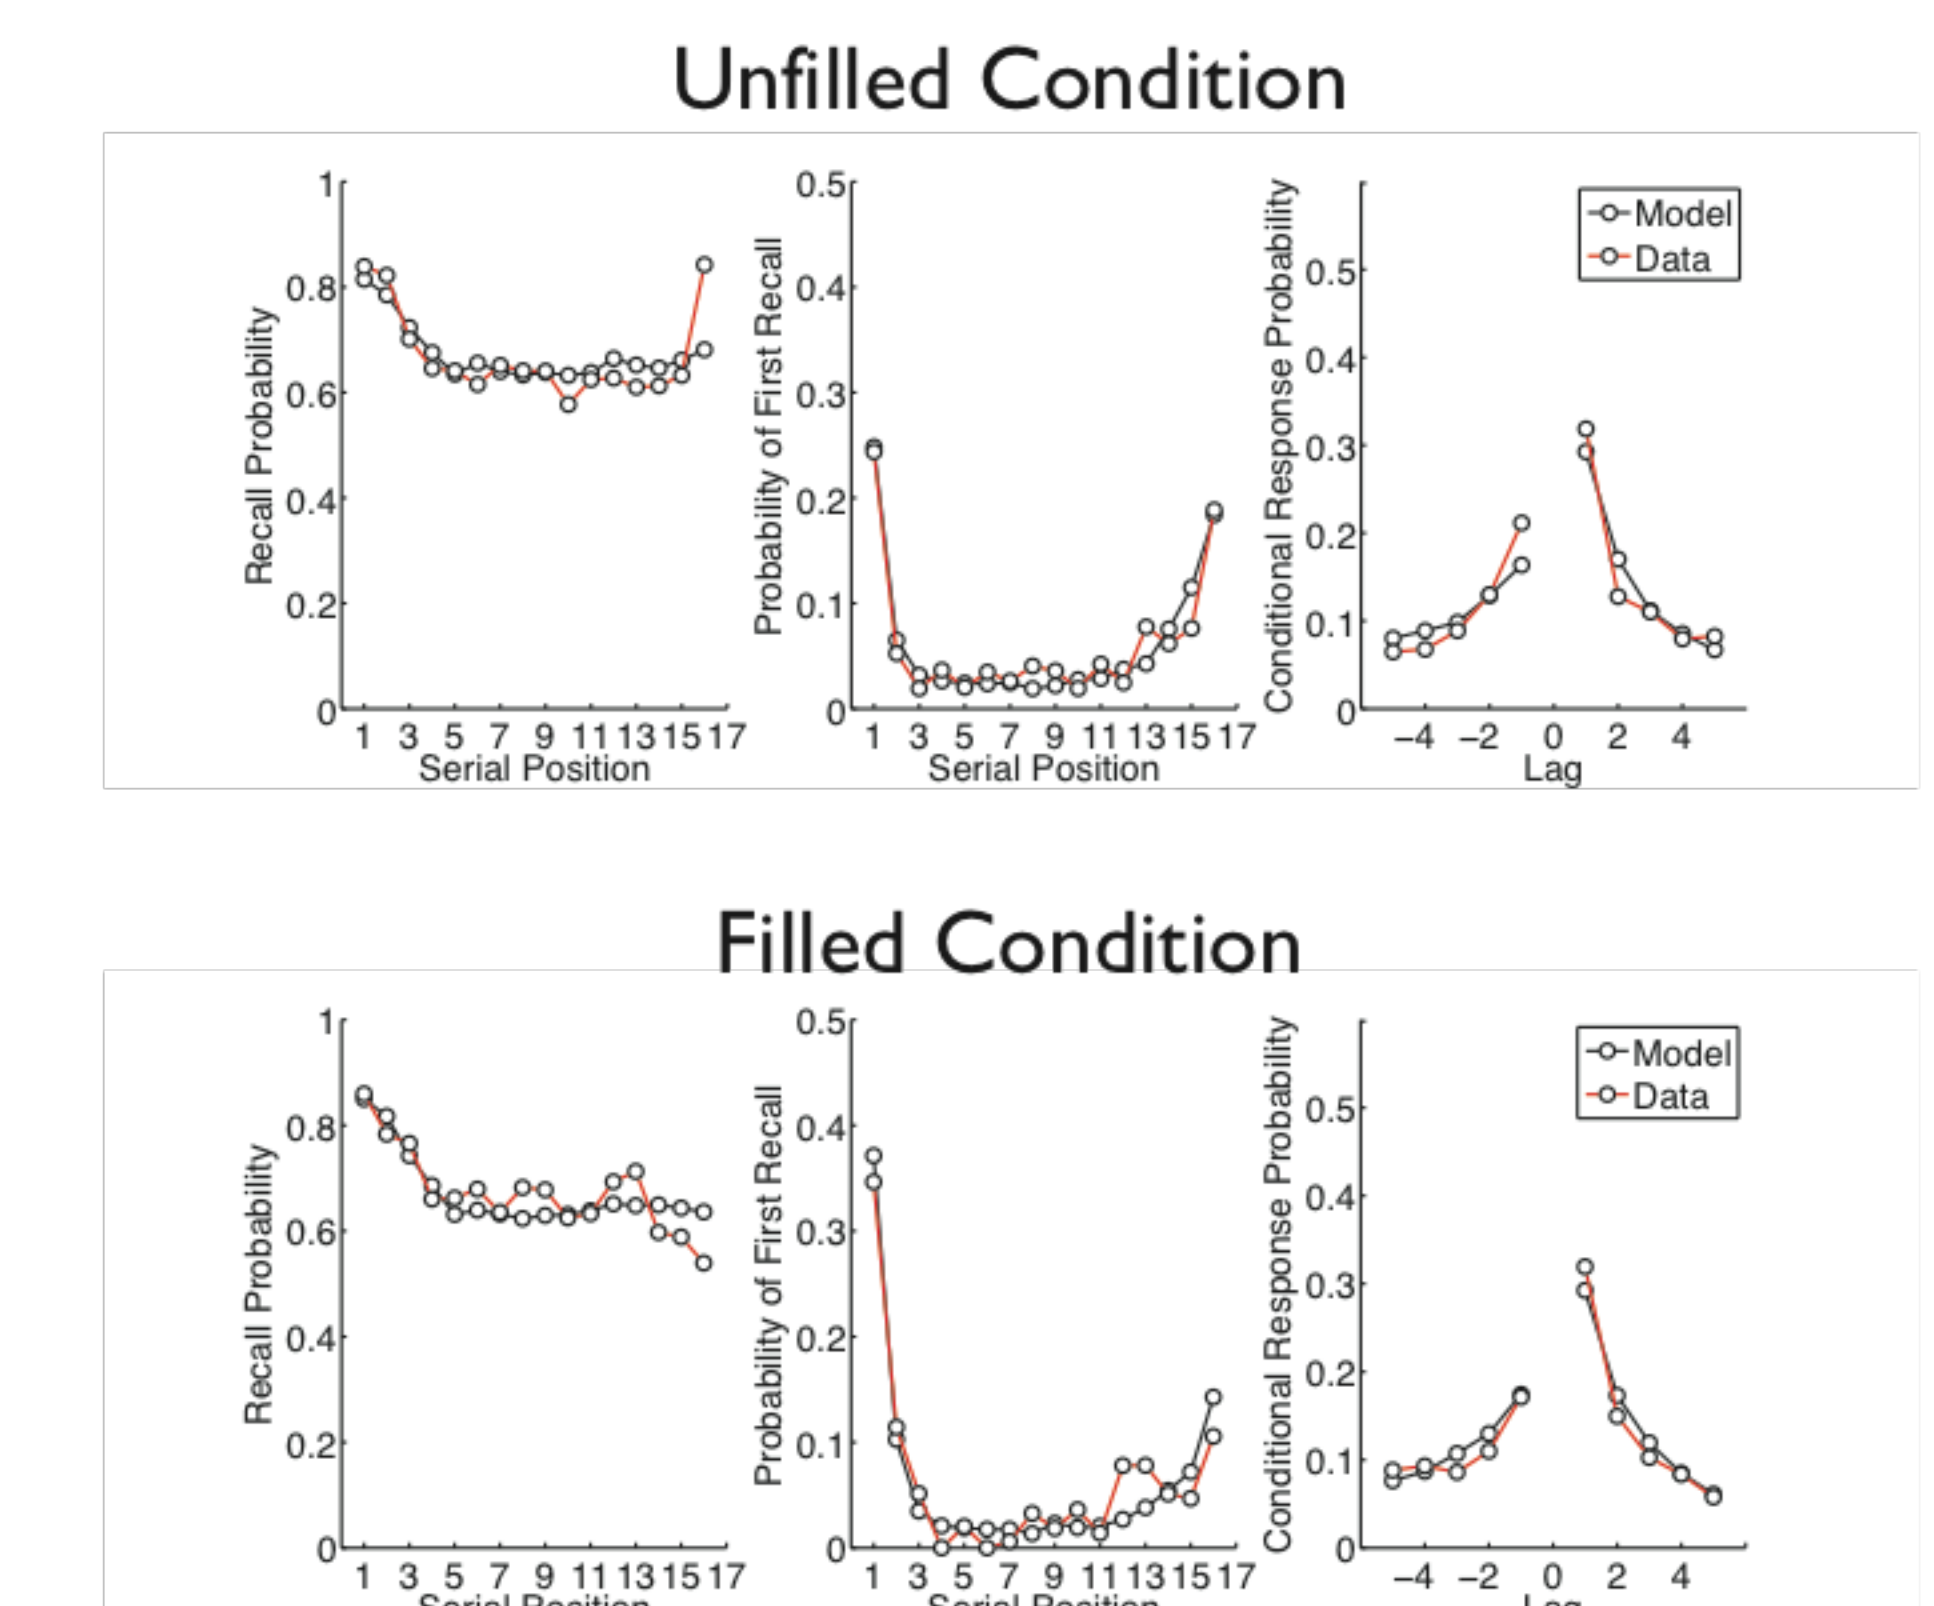 Unfilled Condition
Recall Probability
1
0.8
0.6
0.4
0.2
0
1 3 5 7 9 11 13 15 17
Serial Position
Probability of First Recall
0.5
0.4
0.3
0.2
0.1
0
1 3 5 7 9 11 13 15 17
Serial Position
Conditional Response Probability
0.5
0.4
0.3
0.2
0.1
0
−4 −2 0 2 4
Lag
Model
Data
Filled Condition
Recall Probability
1
0.8
0.6
0.4
0.2
0
1 3 5 7 9 11 13 15 17
Serial Position
Probability of First Recall
0.5
0.4
0.3
0.2
0.1
0
1 3 5 7 9 11 13 15 17
Serial Position
Conditional Response Probability
0.5
0.4
0.3
0.2
0.1
0
−4 −2 0 2 4
Lag
Model
Data